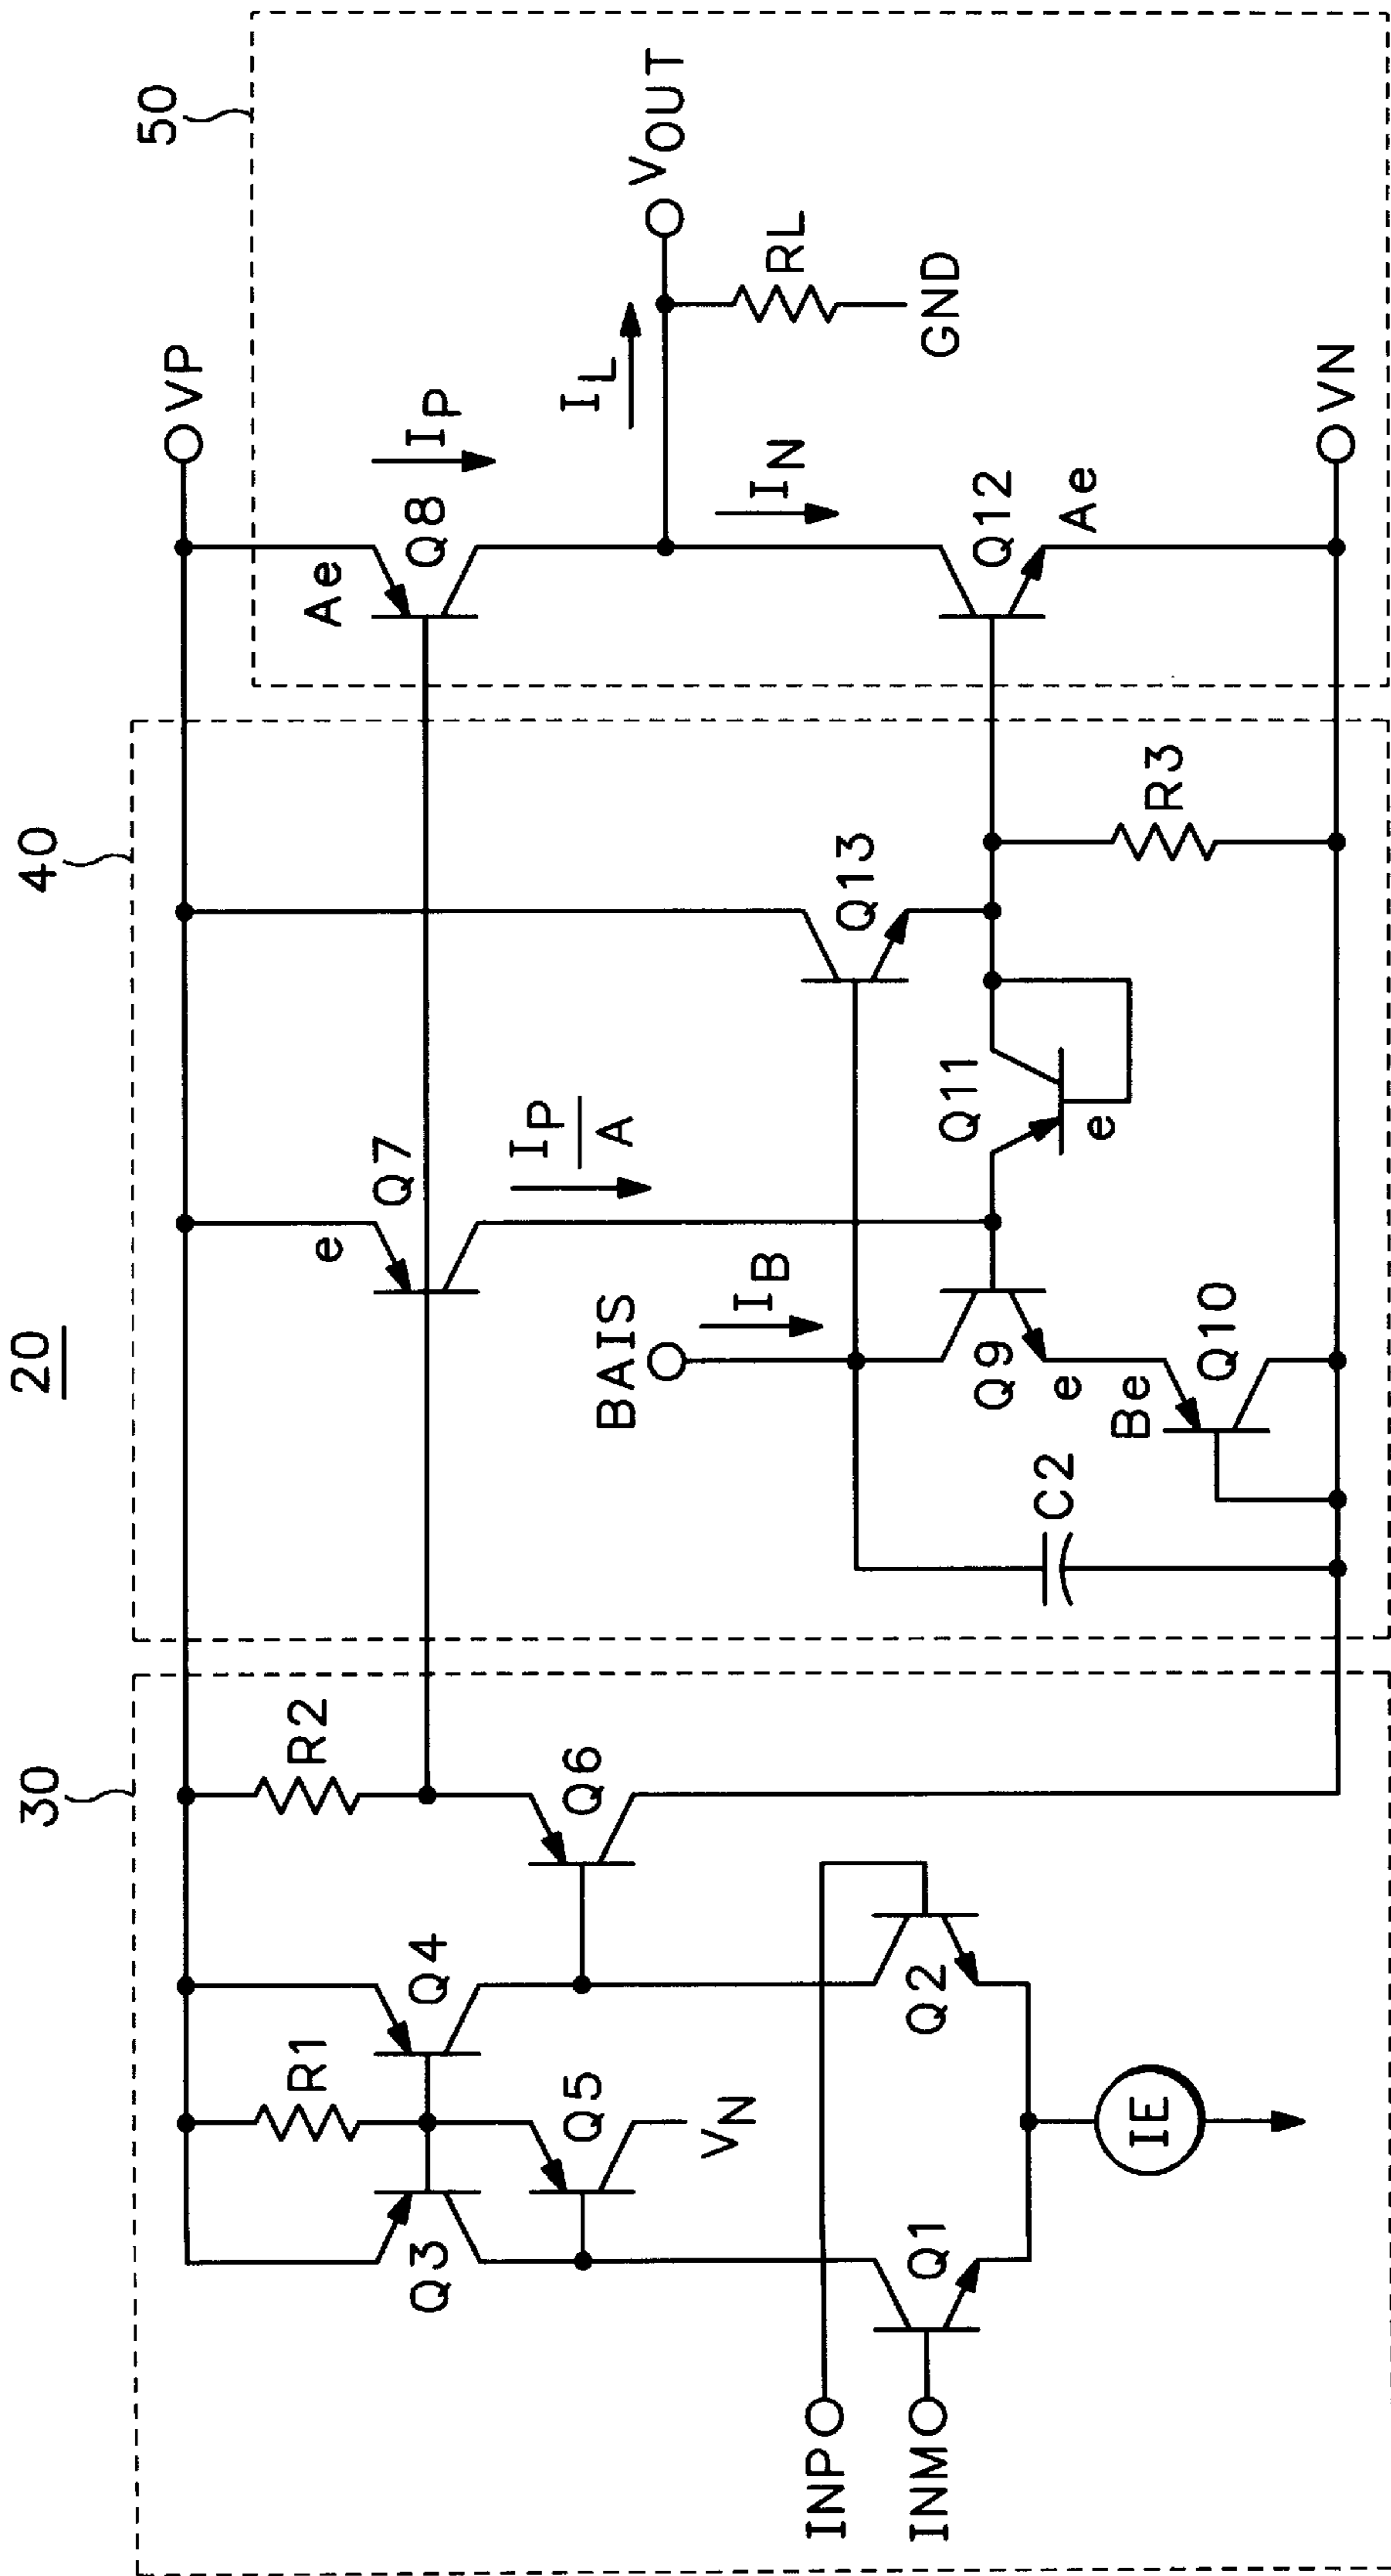 20
30
40
50
VP
R1
R2
Q3
Q4
Q5
VN
Q6
INP
INM
Q1
Q2
IE
e
Q7
IP
A
BAIS
IB
Q9
e
Be
Q10
C2
Q11
e
Q13
R3
Ae
Q8
IP
IL
VOUT
RL
GND
IN
Q12
Ae
VN